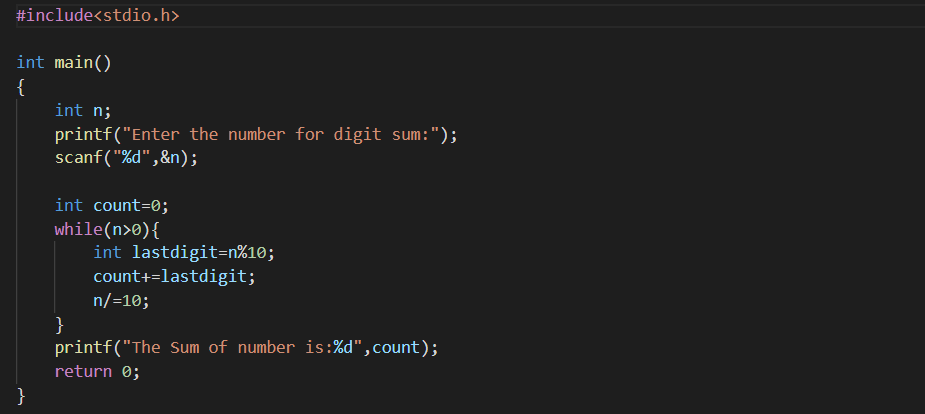 #include<stdio.h>
int main()
{
    int n;
    printf("Enter the number for digit sum:");
    scanf("%d",&n);
    int count=0;
    while(n>0){
        int lastdigit=n%10;
        count+=lastdigit;
        n/=10;
    }
    printf("The Sum of number is:%d",count);
    return 0;
}